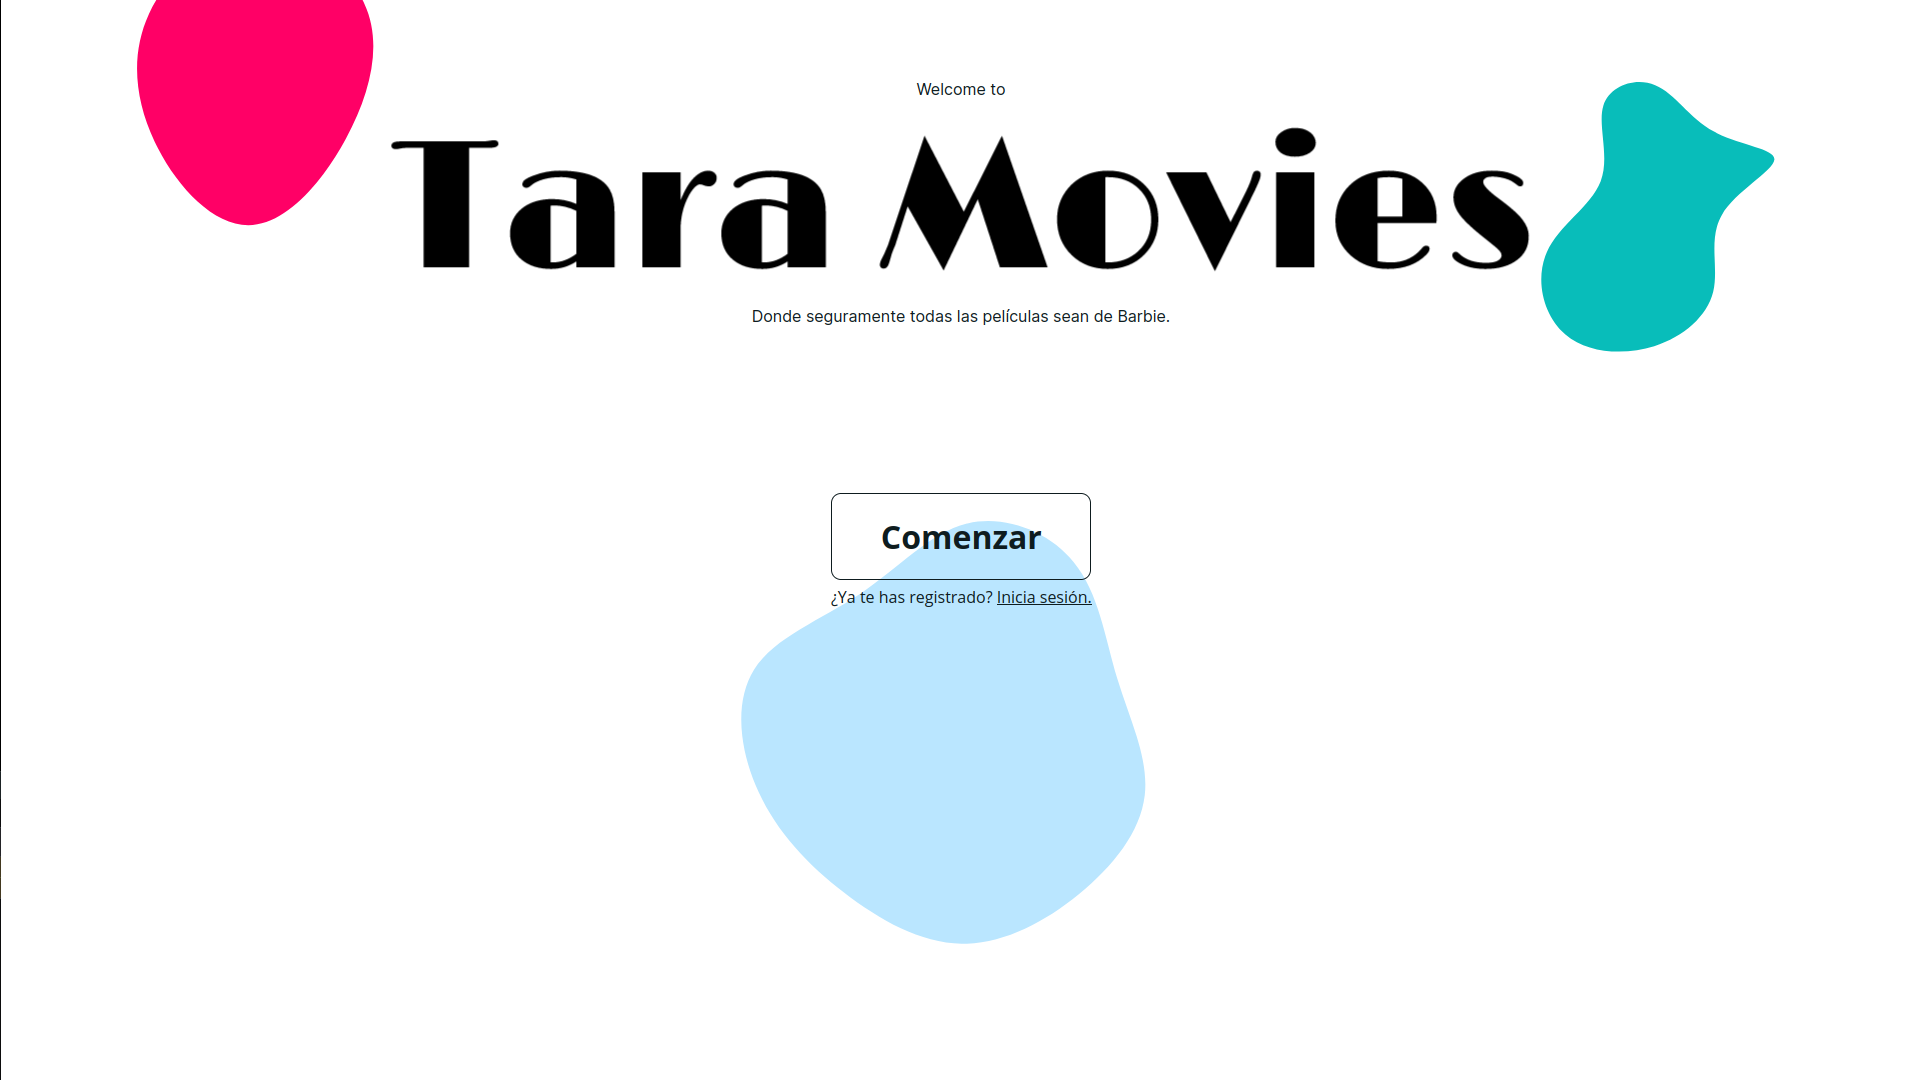 Welcome to
Tara Movies
Donde seguramente todas las películas sean de Barbie.
Comenzar
¿Ya te has registrado? Inicia sesión.